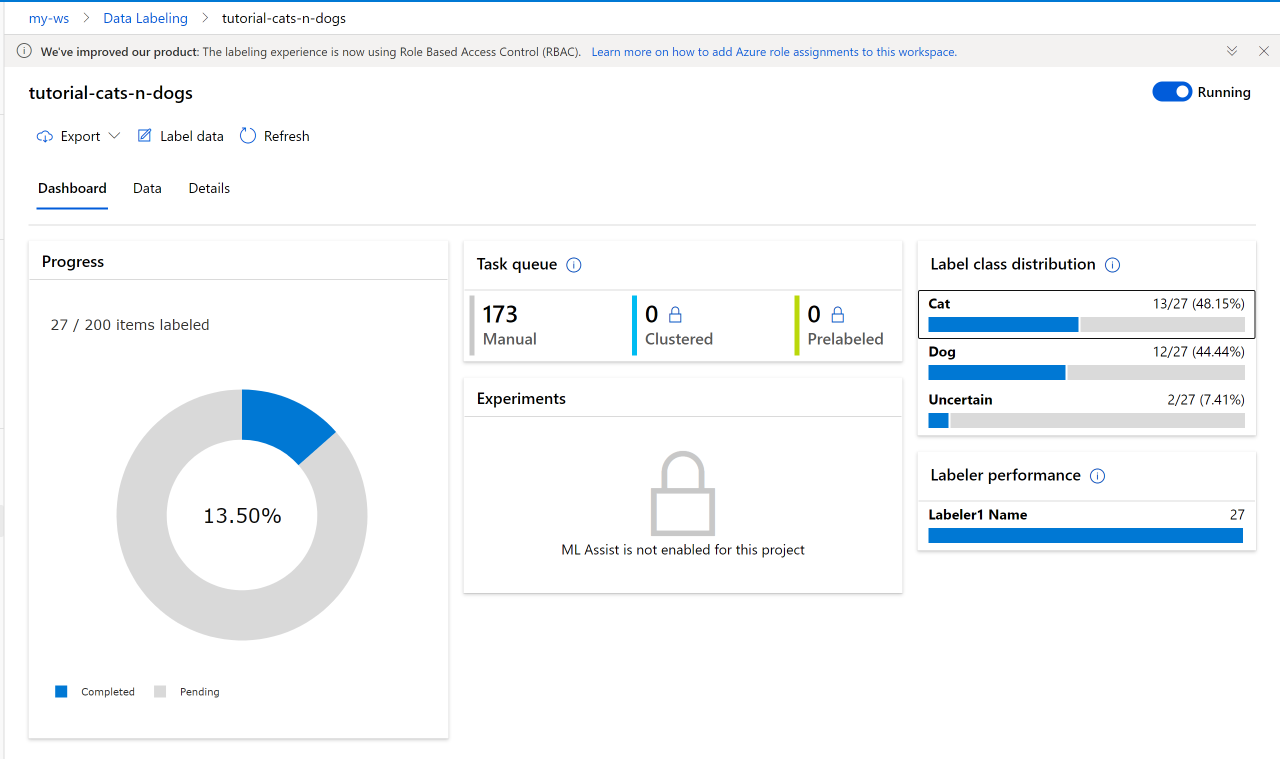 my-ws > Data Labeling > tutorial-cats-n-dogs
We've improved our product: The labeling experience is now using Role Based Access Control (RBAC). Learn more on how to add Azure role assignments to this workspace.
tutorial-cats-n-dogs
Running
Export Label data Refresh
Dashboard Data Details
Progress
27 / 200 items labeled
13.50%
Completed Pending
Task queue
173 0 0
Manual Clustered Prelabeled
Experiments
ML Assist is not enabled for this project
Label class distribution
Cat 13/27 (48.15%)
Dog 12/27 (44.44%)
Uncertain 2/27 (7.41%)
Labeler performance
Labeler1 Name 27